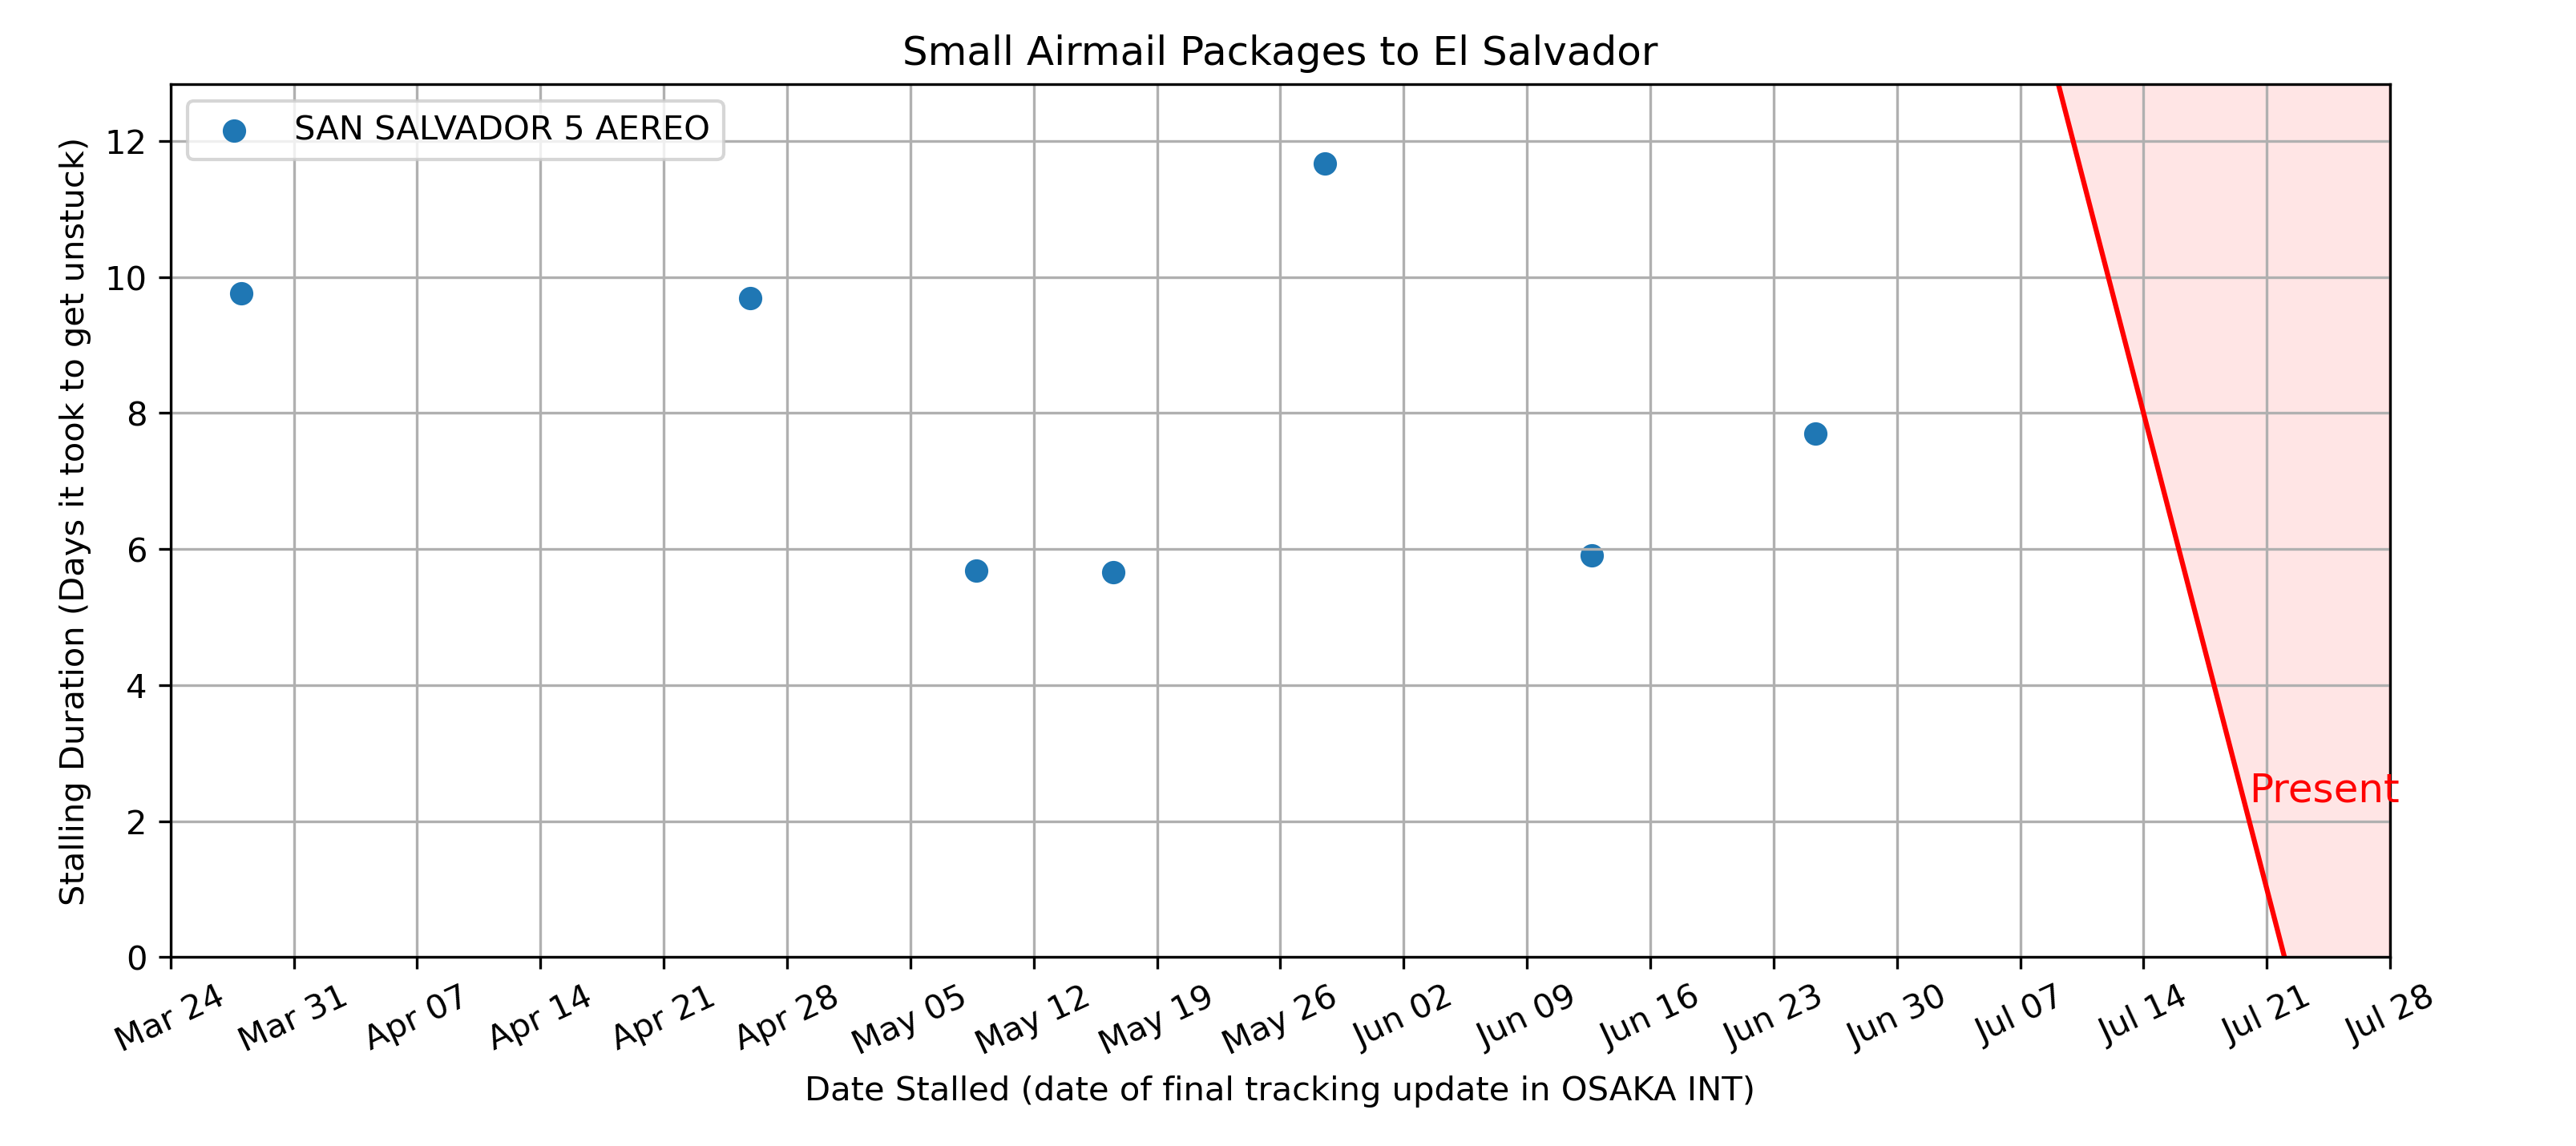 Small Airmail Packages to El Salvador
SAN SALVADOR 5 AEREO
Stalling Duration (Days it took to get unstuck)
12
10
8
6
4
2
0
Present
Mar 24
Mar 31
Apr 07
Apr 14
Apr 21
Apr 28
May 05
May 12
May 19
May 26
Jun 02
Jun 09
Jun 16
Jun 23
Jun 30
Jul 07
Jul 14
Jul 21
Jul 28
Date Stalled (date of final tracking update in OSAKA INT)